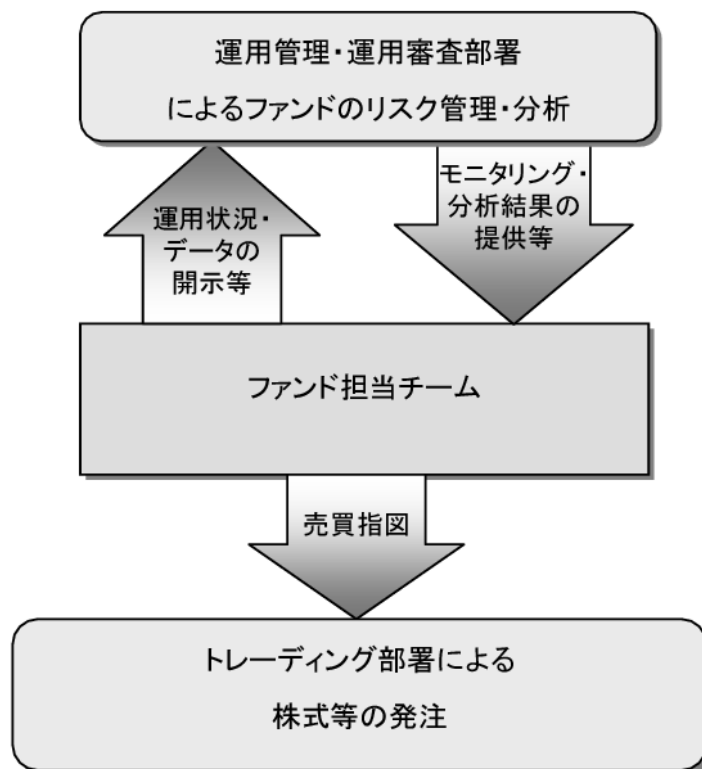 運用管理・運用審査部署
によるファンドのリスク管理・分析
運用状況・
データの
開示等
モニタリング・
分析結果の
提供等
ファンド担当チーム
売買指図
トレーディング部署による
株式等の発注